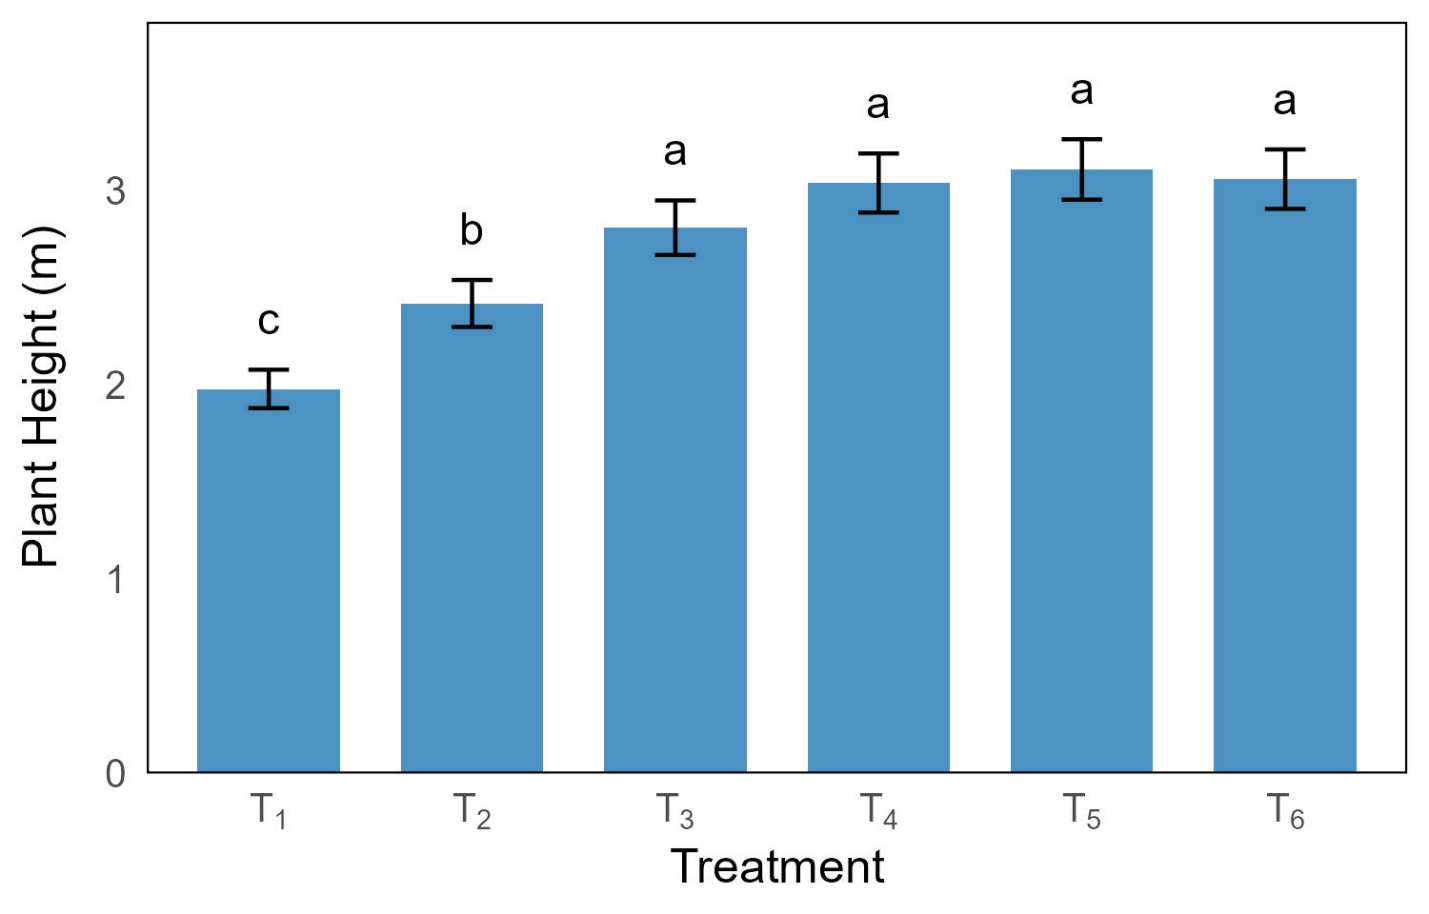 a
a
a
a
b
c
3
2
1
0
Plant Height (m)
T₁ T₂ T₃ T₄ T₅ T₆
Treatment